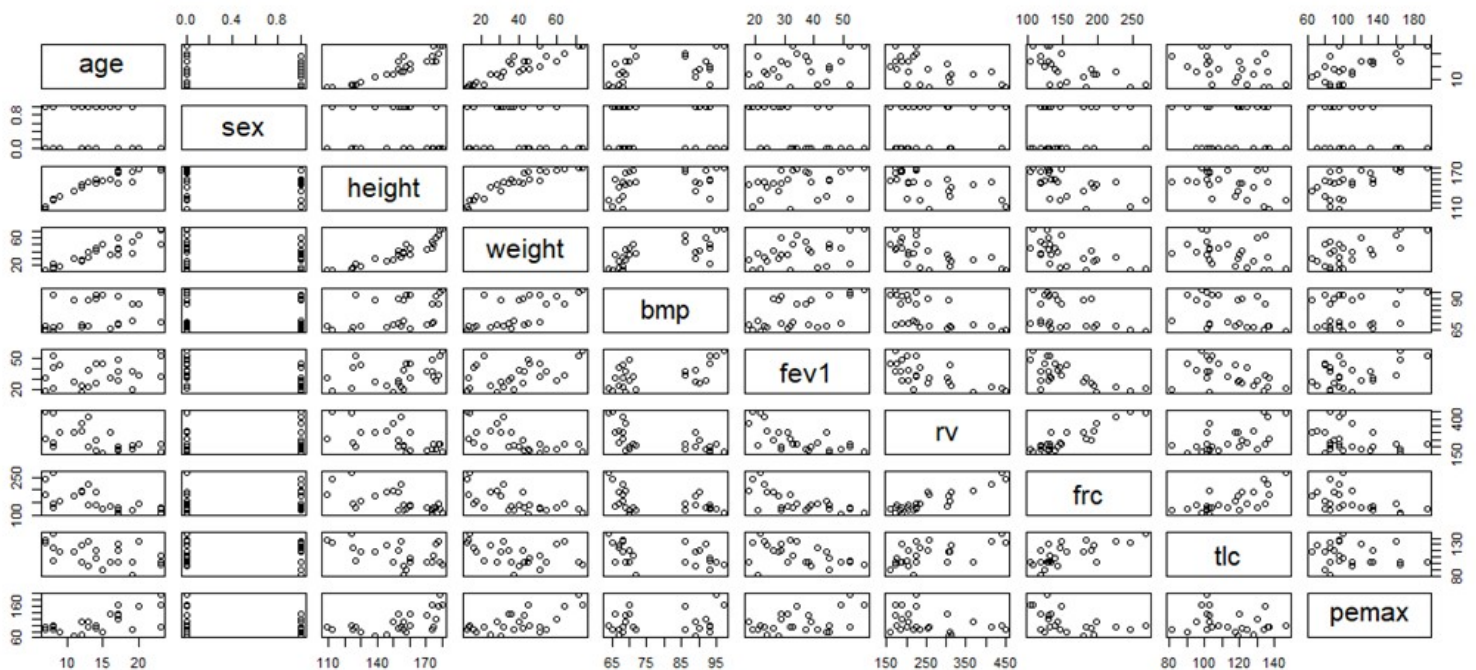 0.0 0.4 0.8 20 40 60 20 30 40 50 100 150 200 250 60 100 140 180
age 10
0.0 0.8 sex
height 110 170
20 60 weight
bmp 65 90
20 50 fev1
rv 150 400
100 250 frc
tlc 80 130
60 160 pemax
10 15 20 110 140 170 65 75 85 95 150 250 350 450 80 100 120 140